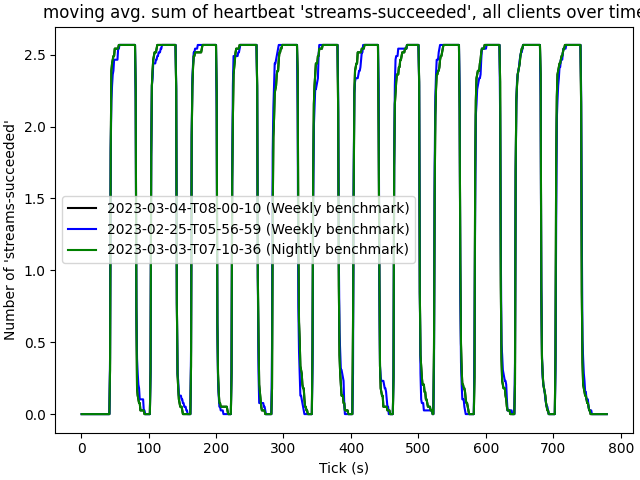 moving avg. sum of heartbeat 'streams-succeeded', all clients over time
Number of 'streams-succeeded'
2.5
2.0
1.5
1.0
0.5
0.0
2023-03-04-T08-00-10 (Weekly benchmark)
2023-02-25-T05-56-59 (Weekly benchmark)
2023-03-03-T07-10-36 (Nightly benchmark)
0 100 200 300 400 500 600 700 800
Tick (s)